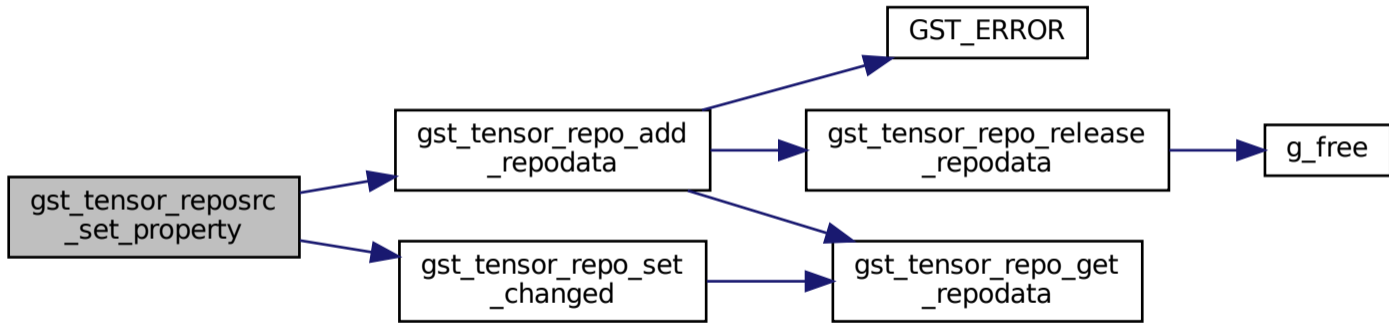 gst_tensor_reposrc
_set_property
gst_tensor_repo_add
_repodata
GST_ERROR
gst_tensor_repo_release
_repodata
g_free
gst_tensor_repo_set
_changed
gst_tensor_repo_get
_repodata